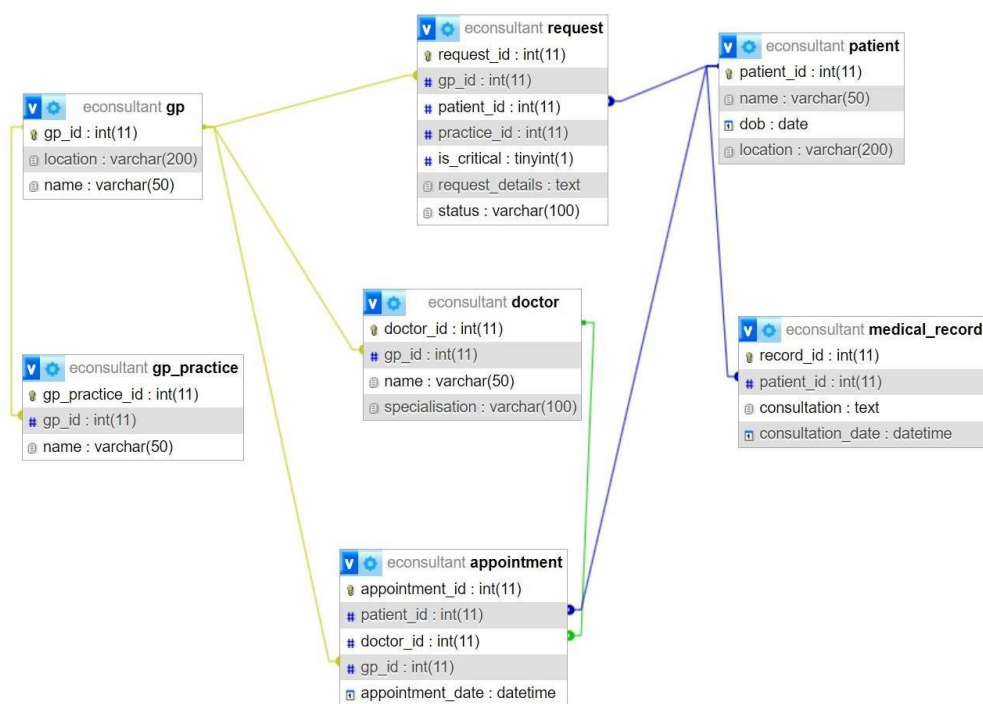 econsultant request
request_id : int(11)
gp_id : int(11)
patient_id : int(11)
practice_id : int(11)
is_critical : tinyint(1)
request_details : text
status : varchar(100)
econsultant patient
patient_id : int(11)
name : varchar(50)
dob : date
location : varchar(200)
econsultant gp
gp_id : int(11)
location : varchar(200)
name : varchar(50)
econsultant doctor
doctor_id : int(11)
gp_id : int(11)
name : varchar(50)
specialisation : varchar(100)
econsultant medical_record
record_id : int(11)
patient_id : int(11)
consultation : text
consultation_date : datetime
econsultant gp_practice
gp_practice_id : int(11)
gp_id : int(11)
name : varchar(50)
econsultant appointment
appointment_id : int(11)
patient_id : int(11)
doctor_id : int(11)
gp_id : int(11)
appointment_date : datetime